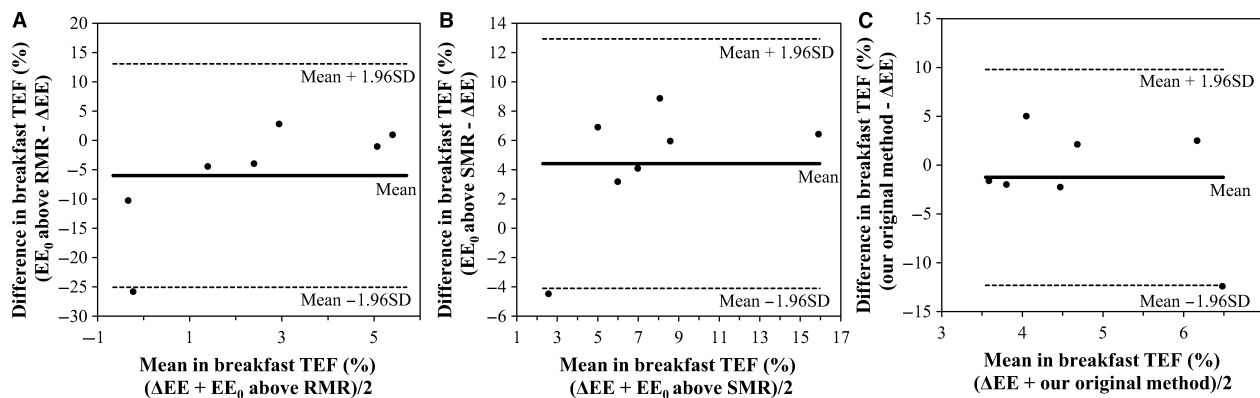 A
Difference in breakfast TEF (%)
(EE₀ above RMR - ΔEE)
20
15
10
5
0
−5
−10
−15
−20
−25
−30
Mean + 1.96SD
Mean
Mean −1.96SD
−1
1
3
5
Mean in breakfast TEF (%)
(ΔEE + EE₀ above RMR)/2
B
Difference in breakfast TEF (%)
(EE₀ above SMR - ΔEE)
14
12
10
8
6
4
2
0
−2
−4
−6
Mean + 1.96SD
Mean
Mean −1.96SD
1
3
5
7
9
11
13
15
17
Mean in breakfast TEF (%)
(ΔEE + EE₀ above SMR)/2
C
Difference in breakfast TEF (%)
(our original method - ΔEE)
15
10
5
0
−5
−10
−15
Mean + 1.96SD
Mean
Mean −1.96SD
3
4
5
6
Mean in breakfast TEF (%)
(ΔEE + our original method)/2